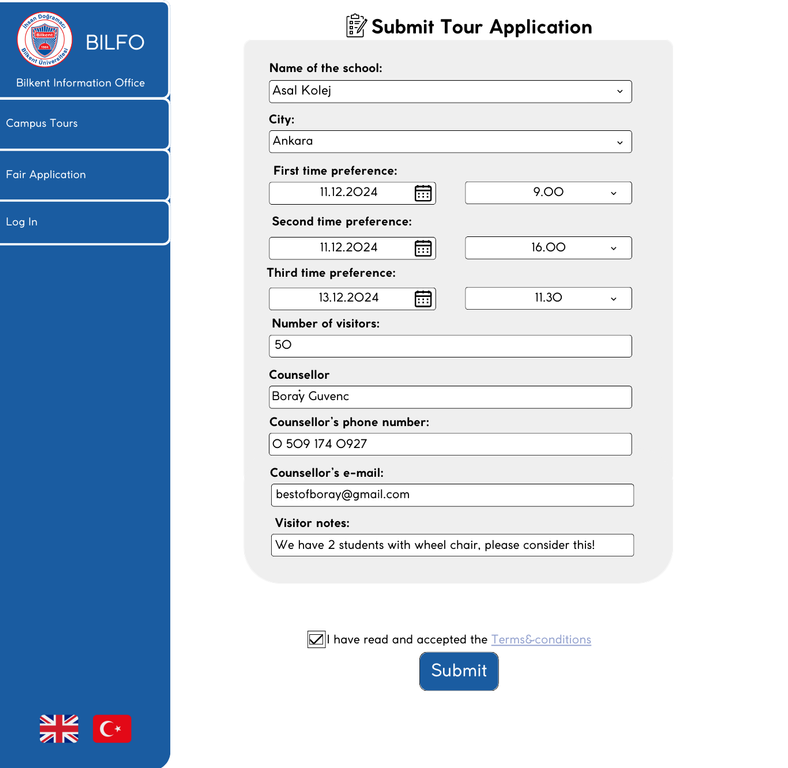 İhsan Doğramacı
Bilkent
Bilkent Üniversitesi
BILFO
Bilkent Information Office
Campus Tours
Fair Application
Log In
Submit Tour Application
Name of the school:
Asal Kolej
City:
Ankara
First time preference:
11.12.2024 9.00
Second time preference:
11.12.2024 16.00
Third time preference:
13.12.2024 11.30
Number of visitors:
50
Counsellor
Boray Guvenc
Counsellor's phone number:
0 509 174 0927
Counsellor's e-mail:
bestofboray@gmail.com
Visitor notes:
We have 2 students with wheel chair, please consider this!
I have read and accepted the Terms&conditions
Submit